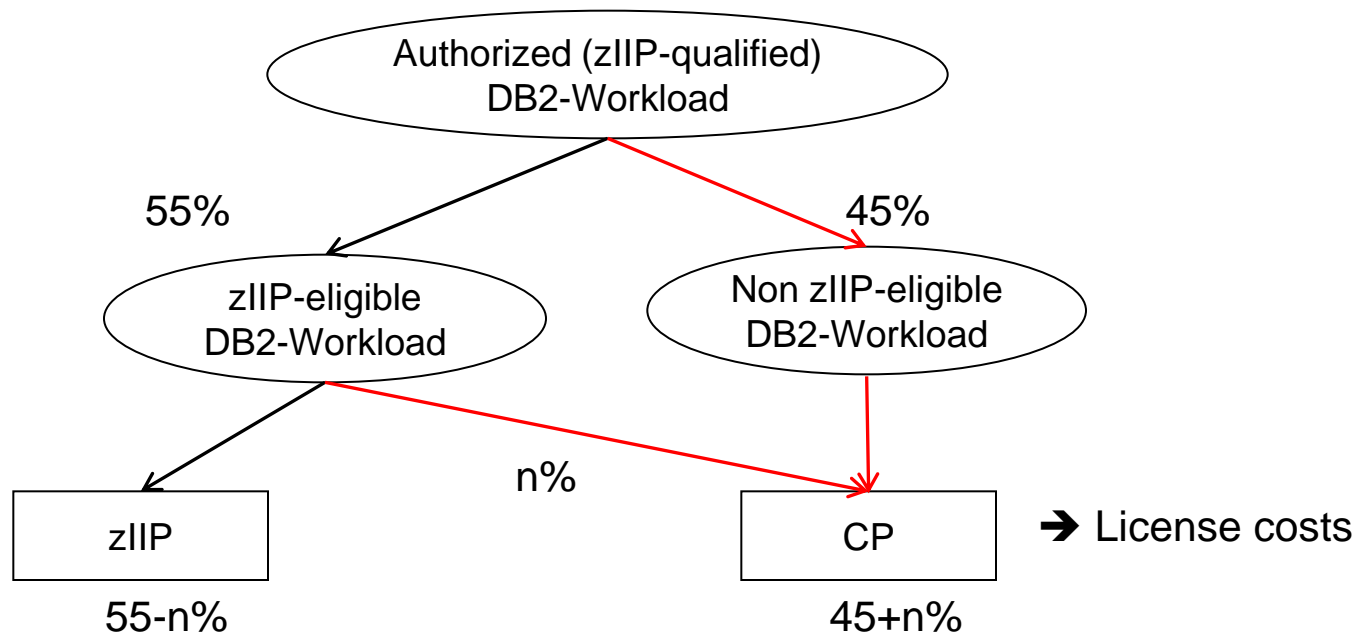 Authorized (zIIP-qualified)
DB2-Workload
55%
45%
zIIP-eligible
DB2-Workload
Non zIIP-eligible
DB2-Workload
n%
zIIP
CP
➔ License costs
55-n%
45+n%